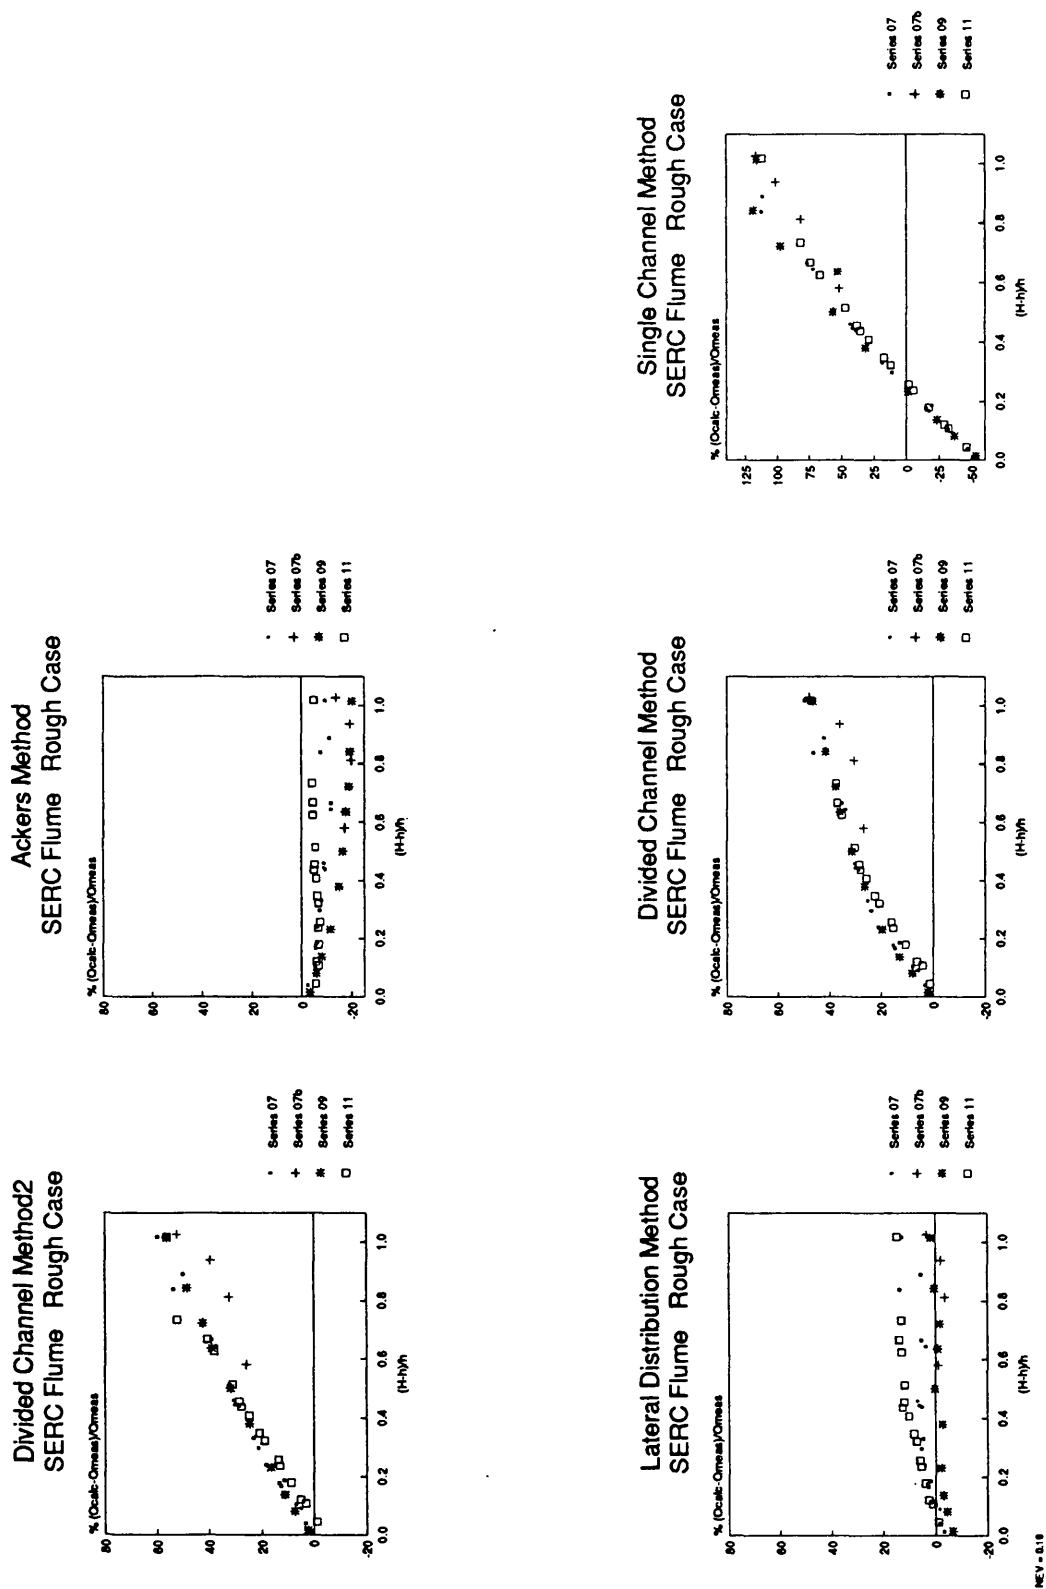 Divided Channel Method2
SERC Flume Rough Case
% (Qcalc-Qmeas)/Qmeas
80
60
40
20
0
-20
0.0 0.2 0.4 0.6 0.8 1.0
(H-h)/h
Series 07
Series 07b
Series 09
Series 11
Ackers Method
SERC Flume Rough Case
% (Qcalc-Qmeas)/Qmeas
80
60
40
20
0
-20
0.0 0.2 0.4 0.6 0.8 1.0
(H-h)/h
Series 07
Series 07b
Series 09
Series 11
Lateral Distribution Method
SERC Flume Rough Case
% (Qcalc-Qmeas)/Qmeas
80
60
40
20
0
-20
0.0 0.2 0.4 0.6 0.8 1.0
(H-h)/h
Series 07
Series 07b
Series 09
Series 11
Divided Channel Method
SERC Flume Rough Case
% (Qcalc-Qmeas)/Qmeas
80
60
40
20
0
-20
0.0 0.2 0.4 0.6 0.8 1.0
(H-h)/h
Series 07
Series 07b
Series 09
Series 11
Single Channel Method
SERC Flume Rough Case
% (Qcalc-Qmeas)/Qmeas
125
100
75
50
25
0
-25
-50
0.0 0.2 0.4 0.6 0.8 1.0
(H-h)/h
Series 07
Series 07b
Series 09
Series 11
NEV =